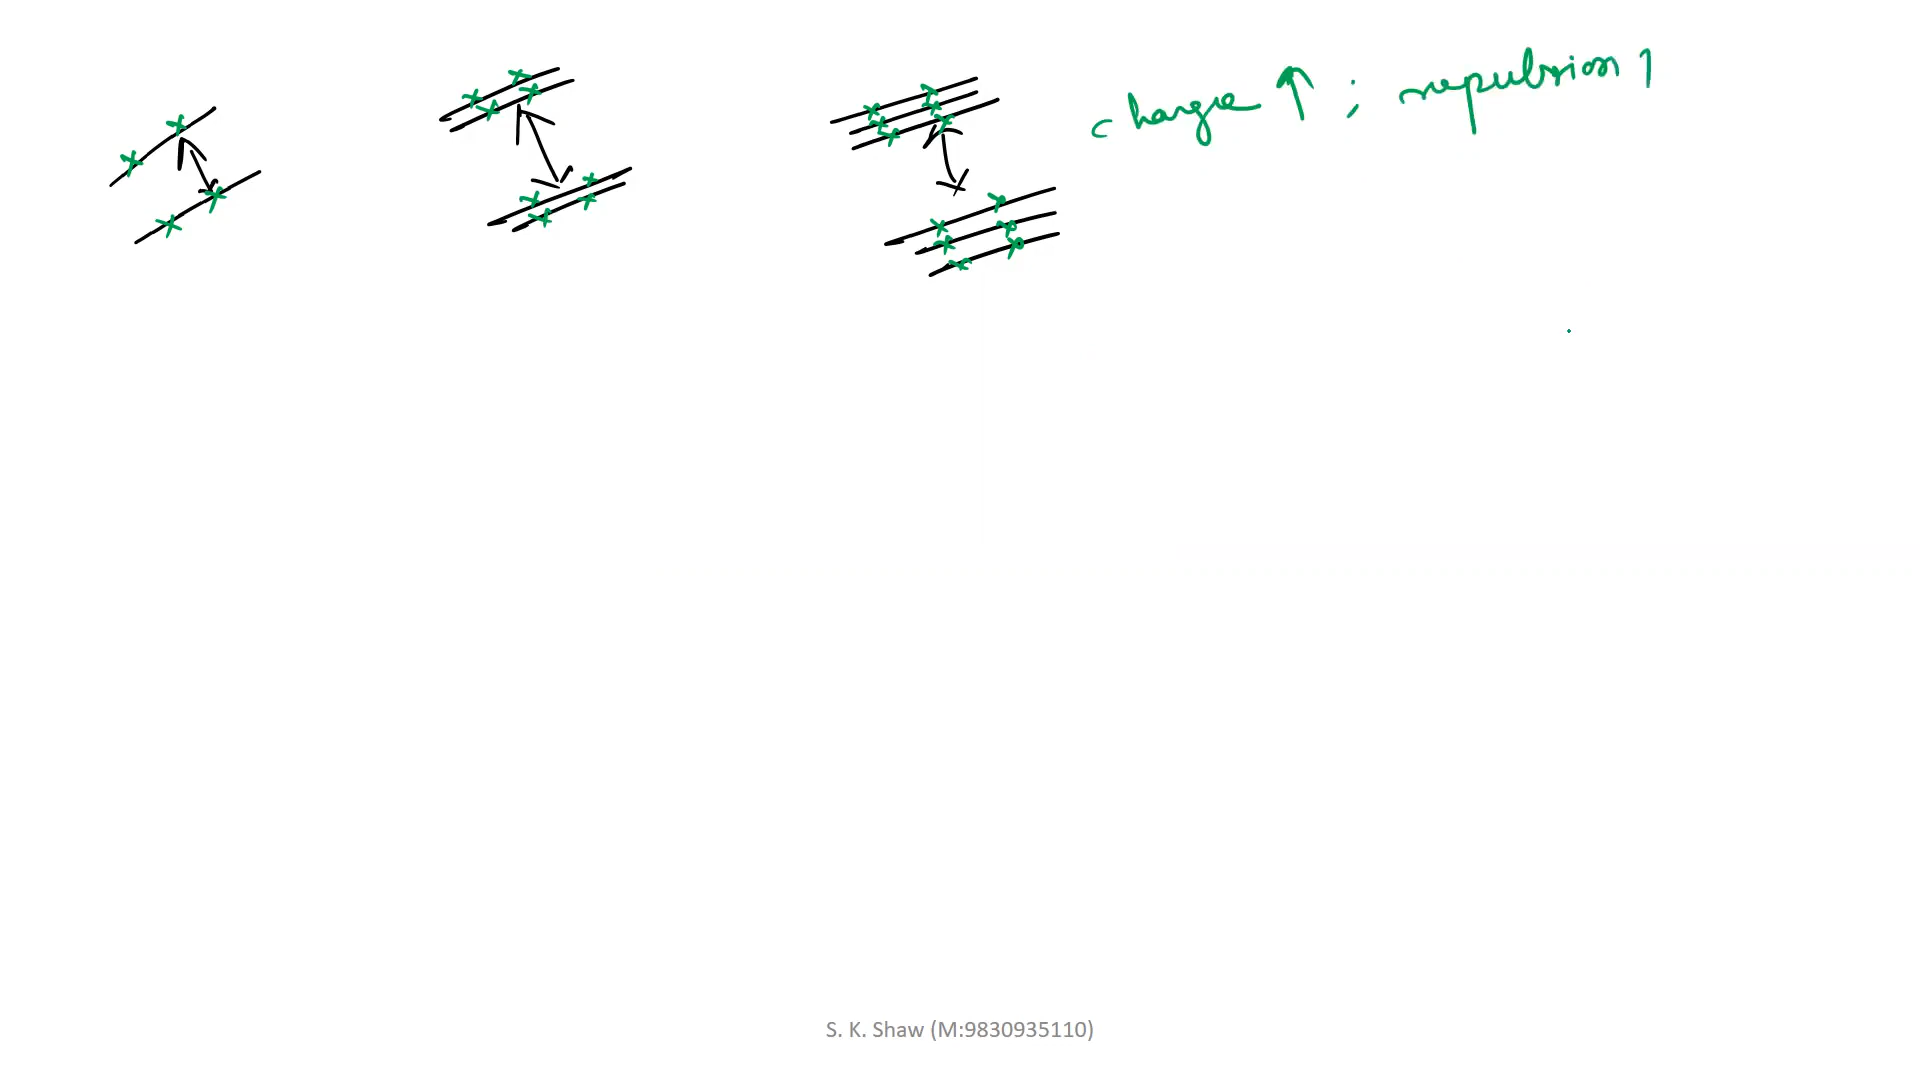 charge ↑ ; repulsion ↑
S. K. Shaw (M:9830935110)